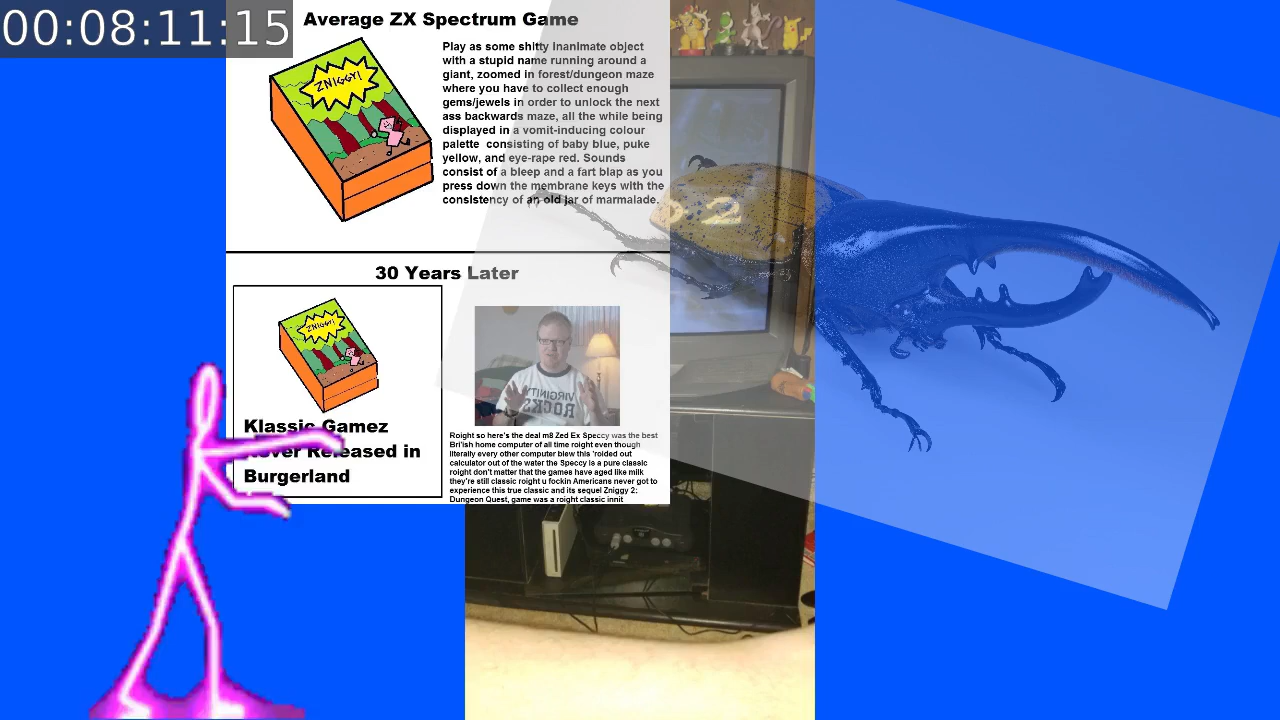 00:08:11:15
Average ZX Spectrum Game
ZNIGGY!
Play as some shitty inanimate object
with a stupid name running around a
giant, zoomed in forest/dungeon maze
where you have to collect enough
gems/jewels in order to unlock the next
ass backwards maze, all the while being
displayed in a vomit-inducing colour
palette consisting of baby blue, puke
yellow, and eye-rape red. Sounds
consist of a bleep and a fart blap as you
press down the membrane keys with the
consistency of an old jar of marmalade.
30 Years Later
ZNIGGY!
Klassic Gamez
Never Released in
Burgerland
VIRGINITY
ROCKS
Roight so here's the deal m8 Zed Ex Speccy was the best
Bri'ish home computer of all time roight even though
literally every other computer blew this 'roided out
calculator out of the water the Speccy is a pure classic
roight don't matter that the games have aged like milk
they're still classic roight u fockin Americans never got to
experience this true classic and its sequel Zniggy 2:
Dungeon Quest, game was a roight classic innit